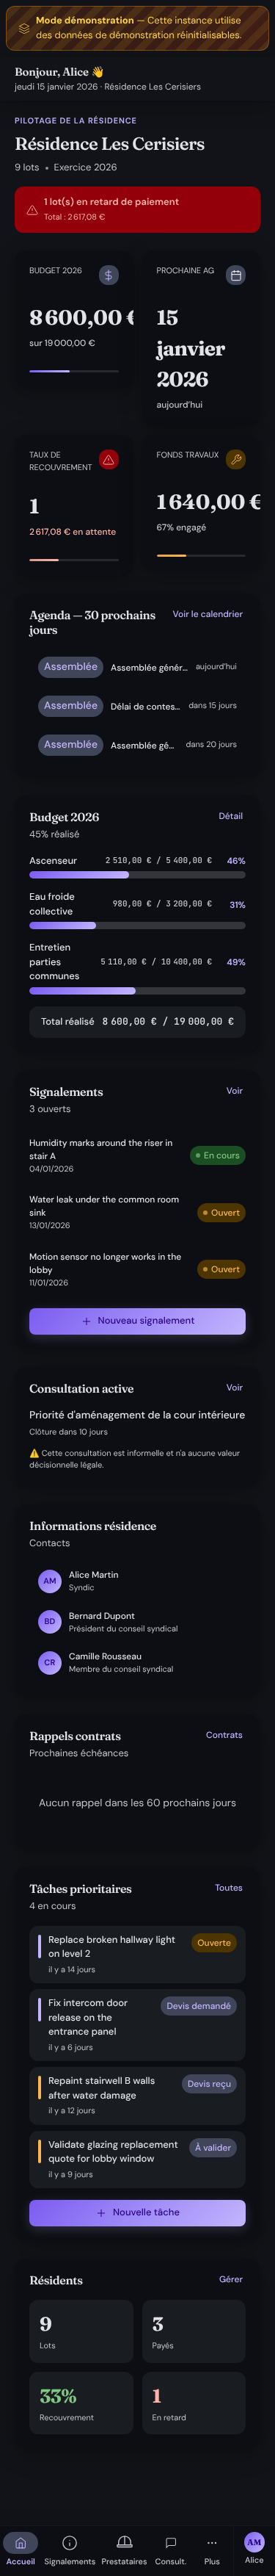 Mode démonstration — Cette instance utilise
des données de démonstration réinitialisables.
Bonjour, Alice 👋
jeudi 15 janvier 2026 · Résidence Les Cerisiers
PILOTAGE DE LA RÉSIDENCE
Résidence Les Cerisiers
9 lots • Exercice 2026
1 lot(s) en retard de paiement
Total : 2 617,08 €
BUDGET 2026
8 600,00 €
sur 19 000,00 €
PROCHAINE AG
15
janvier
2026
aujourd'hui
TAUX DE
RECOUVREMENT
1
2 617,08 € en attente
FONDS TRAVAUX
1 640,00 €
67% engagé
Agenda — 30 prochains
jours
Voir le calendrier
Assemblée Assemblée génér... aujourd'hui
Assemblée Délai de contes... dans 15 jours
Assemblée Assemblée gé... dans 20 jours
Budget 2026 Détail
45% réalisé
Ascenseur 2 510,00 € / 5 400,00 € 46%
Eau froide
collective
980,00 € / 3 200,00 € 31%
Entretien
parties
communes
5 110,00 € / 10 400,00 € 49%
Total réalisé 8 600,00 € / 19 000,00 €
Signalements Voir
3 ouverts
Humidity marks around the riser in
stair A
04/01/2026
En cours
Water leak under the common room
sink
13/01/2026
Ouvert
Motion sensor no longer works in the
lobby
11/01/2026
Ouvert
+ Nouveau signalement
Consultation active Voir
Priorité d'aménagement de la cour intérieure
Clôture dans 10 jours
⚠️ Cette consultation est informelle et n'a aucune valeur
décisionnelle légale.
Informations résidence
Contacts
AM Alice Martin
Syndic
BD Bernard Dupont
Président du conseil syndical
CR Camille Rousseau
Membre du conseil syndical
Rappels contrats Contrats
Prochaines échéances
Aucun rappel dans les 60 prochains jours
Tâches prioritaires Toutes
4 en cours
Replace broken hallway light
on level 2
il y a 14 jours
Ouverte
Fix intercom door
release on the
entrance panel
il y a 6 jours
Devis demandé
Repaint stairwell B walls
after water damage
il y a 12 jours
Devis reçu
Validate glazing replacement
quote for lobby window
il y a 9 jours
À valider
+ Nouvelle tâche
Résidents Gérer
9
Lots
3
Payés
33%
Recouvrement
1
En retard
Accueil Signalements Prestataires Consult. Plus
AM
Alice